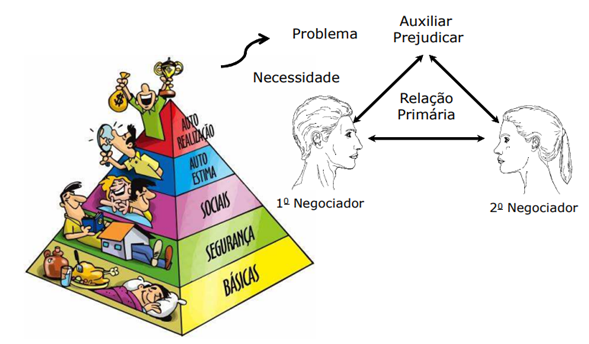 Auxiliar
Prejudicar
Problema
Necessidade
Relação
Primária
1º Negociador
2º Negociador
AUTO
REALIZAÇÃO
AUTO
ESTIMA
SOCIAIS
SEGURANÇA
BÁSICAS
$